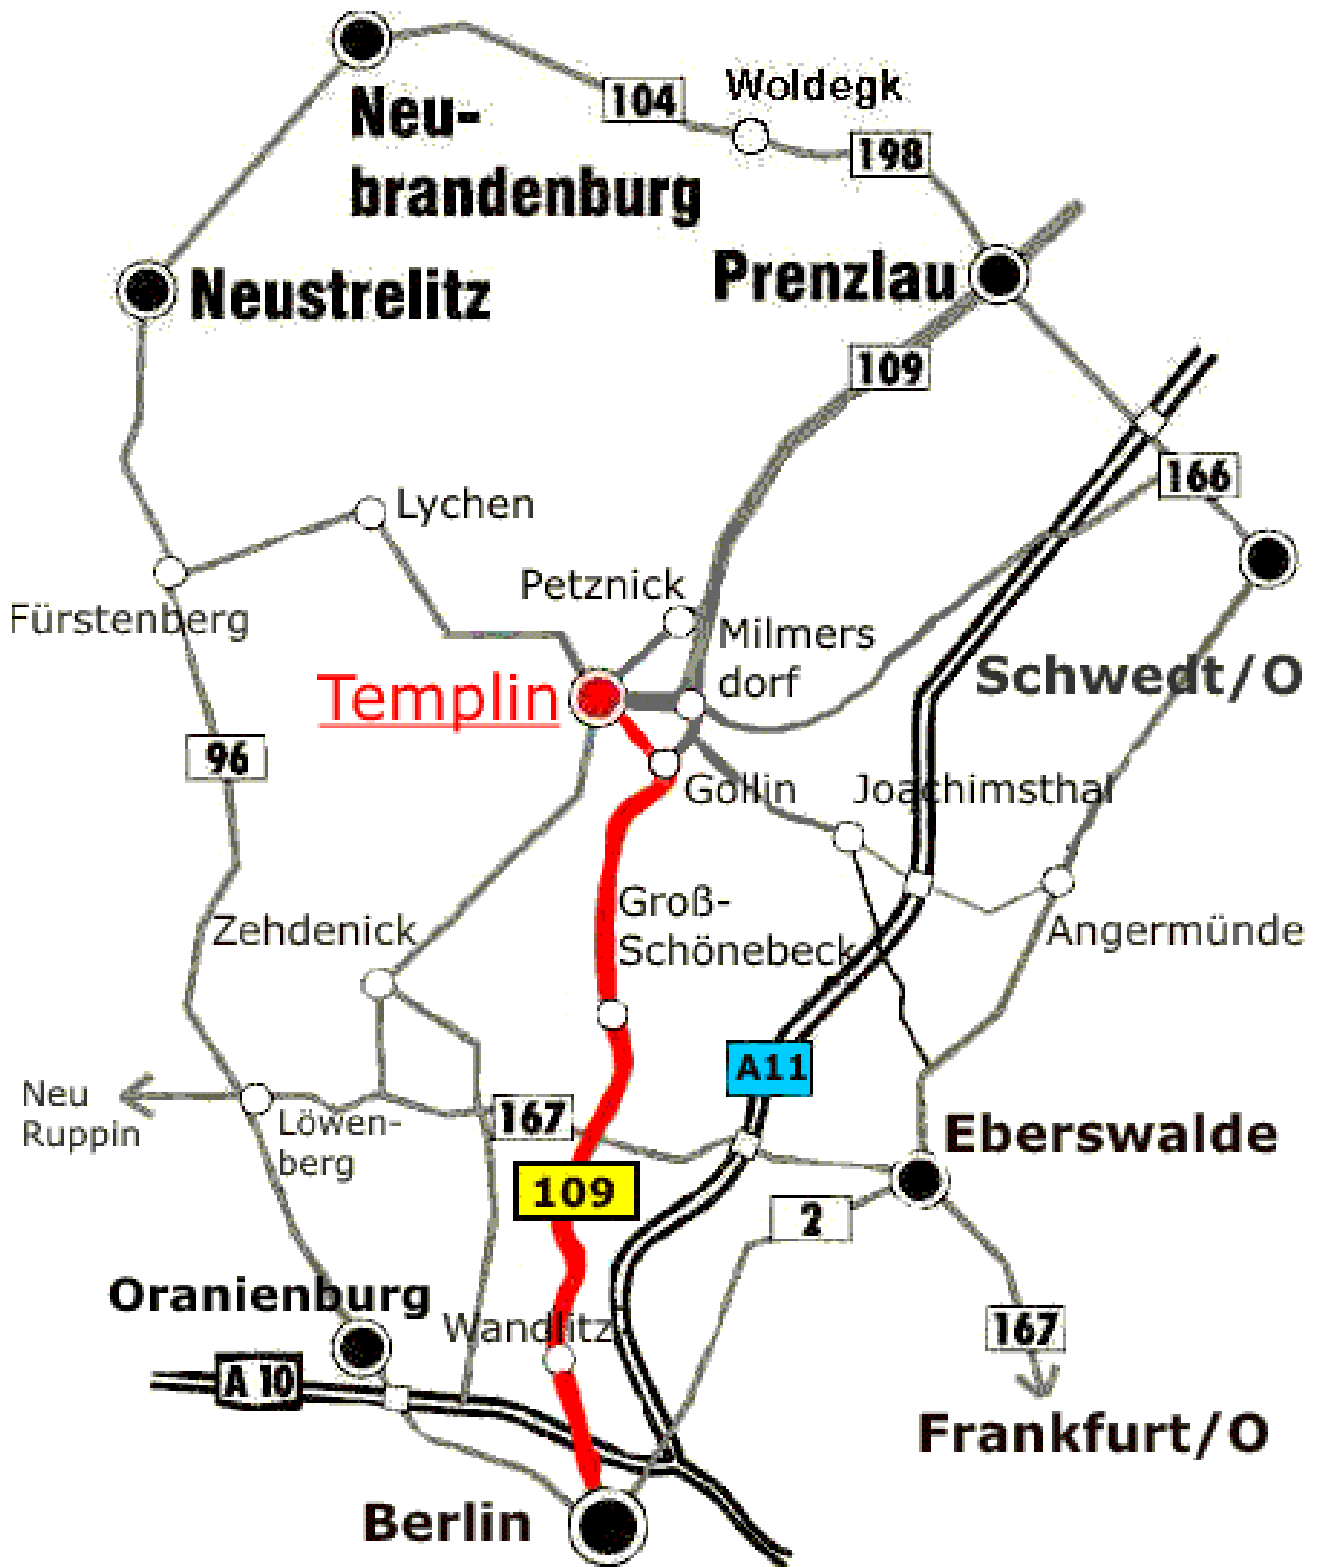 104
Woldegk
Neu-
brandenburg
198
Neustrelitz
Prenzlau
109
166
Lychen
Petznick
Fürstenberg
Milmers
dorf
Templin
Schwedt/O
96
Gollin
Joachimsthal
Groß-
Schönebeck
Zehdenick
Angermünde
A11
Neu
Ruppin
Löwen-
berg
167
Eberswalde
109
2
Oranienburg
Wandlitz
167
A 10
Frankfurt/O
Berlin